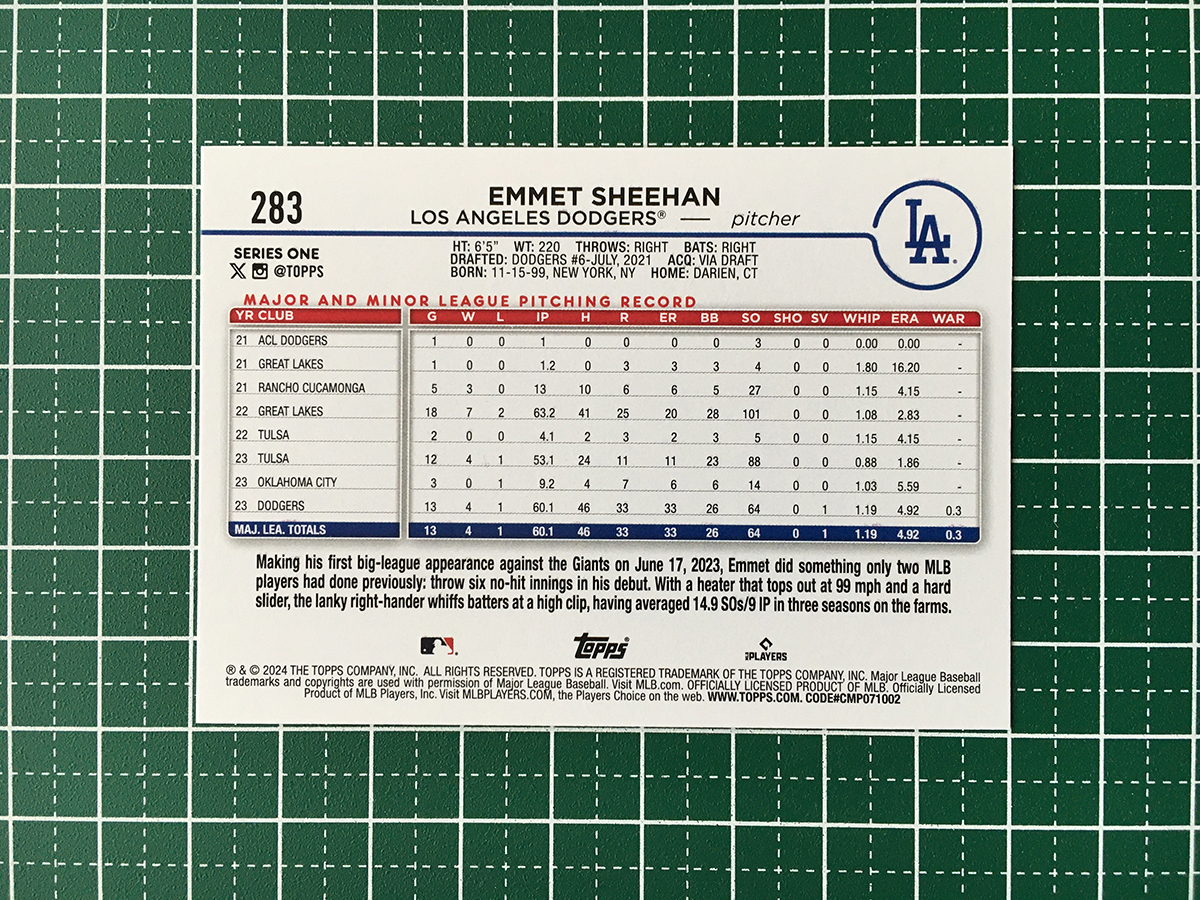 283
EMMET SHEEHAN
LOS ANGELES DODGERS® — pitcher
LA
SERIES ONE
@TOPPS
HT: 6'5" WT: 220 THROWS: RIGHT BATS: RIGHT
DRAFTED: DODGERS #6-JULY, 2021 ACQ: VIA DRAFT
BORN: 11-15-99, NEW YORK, NY HOME: DARIEN, CT
MAJOR AND MINOR LEAGUE PITCHING RECORD
YR CLUB G W L IP H R ER BB SO SHO SV WHIP ERA WAR
21 ACL DODGERS 1 0 0 1 0 0 0 0 3 0 0 0.00 0.00 -
21 GREAT LAKES 1 0 0 1.2 0 3 3 3 4 0 0 1.80 16.20 -
21 RANCHO CUCAMONGA 5 3 0 13 10 6 6 5 27 0 0 1.15 4.15 -
22 GREAT LAKES 18 7 2 63.2 41 25 20 28 101 0 0 1.08 2.83 -
22 TULSA 2 0 0 4.1 2 3 2 3 5 0 0 1.15 4.15 -
23 TULSA 12 4 1 53.1 24 11 11 23 88 0 0 0.88 1.86 -
23 OKLAHOMA CITY 3 0 1 9.2 4 7 6 6 14 0 0 1.03 5.59 -
23 DODGERS 13 4 1 60.1 46 33 33 26 64 0 1 1.19 4.92 0.3
MAJ. LEA. TOTALS 13 4 1 60.1 46 33 33 26 64 0 1 1.19 4.92 0.3
Making his first big-league appearance against the Giants on June 17, 2023, Emmet did something only two MLB
players had done previously: throw six no-hit innings in his debut. With a heater that tops out at 99 mph and a hard
slider, the lanky right-hander whiffs batters at a high clip, having averaged 14.9 SOs/9 IP in three seasons on the farms.
Topps® PLAYERS
® & © 2024 THE TOPPS COMPANY, INC. ALL RIGHTS RESERVED. TOPPS IS A REGISTERED TRADEMARK OF THE TOPPS COMPANY, INC. Major League Baseball
trademarks and copyrights are used with permission of Major League Baseball. Visit MLB.com. OFFICIALLY LICENSED PRODUCT OF MLB. Officially Licensed
Product of MLB Players, Inc. Visit MLBPLAYERS.COM, the Players Choice on the web. WWW.TOPPS.COM. CODE#CMP071002